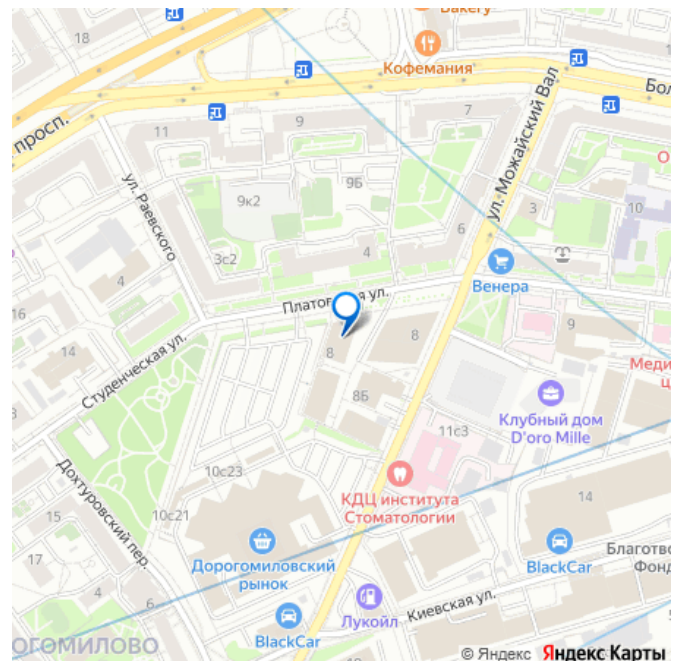 Bakery
18
Кофемания
Бол
просп.
11
9
7
ул. Можайский Вал
ул. Раевского
9Б
9к2
3
10
О
4
6
3с2
4
Венера
Платовская ул.
16
8
8
9
14
Студенческая ул.
Меди
ц
8Б
Клубный дом
D'oro Mille
11с3
10с23
КДЦ института
Стоматологии
Дохтуровский пер.
10с21
14
15
17
Дорогомиловский
рынок
BlackCar
Благотво
Фонд
4
6
Лукойл
Киевская ул.
ОГОМИЛОВО
BlackCar
© Яндекс Яндекс Карты